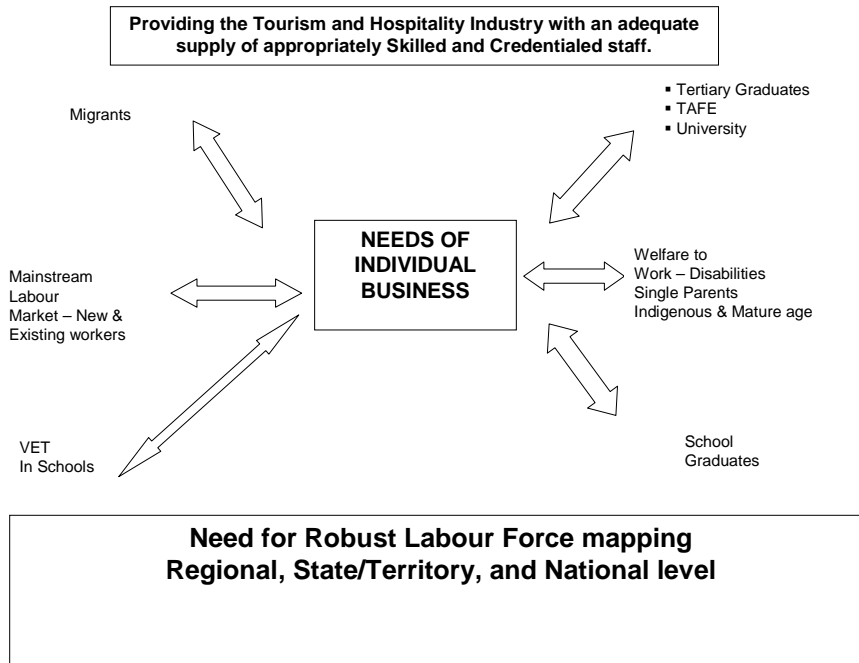 Providing the Tourism and Hospitality Industry with an adequate
supply of appropriately Skilled and Credentialed staff.
Migrants
▪ Tertiary Graduates
▪ TAFE
▪ University
NEEDS OF
INDIVIDUAL
BUSINESS
Mainstream
Labour
Market – New &
Existing workers
Welfare to
Work – Disabilities
Single Parents
Indigenous & Mature age
VET
In Schools
School
Graduates
Need for Robust Labour Force mapping
Regional, State/Territory, and National level